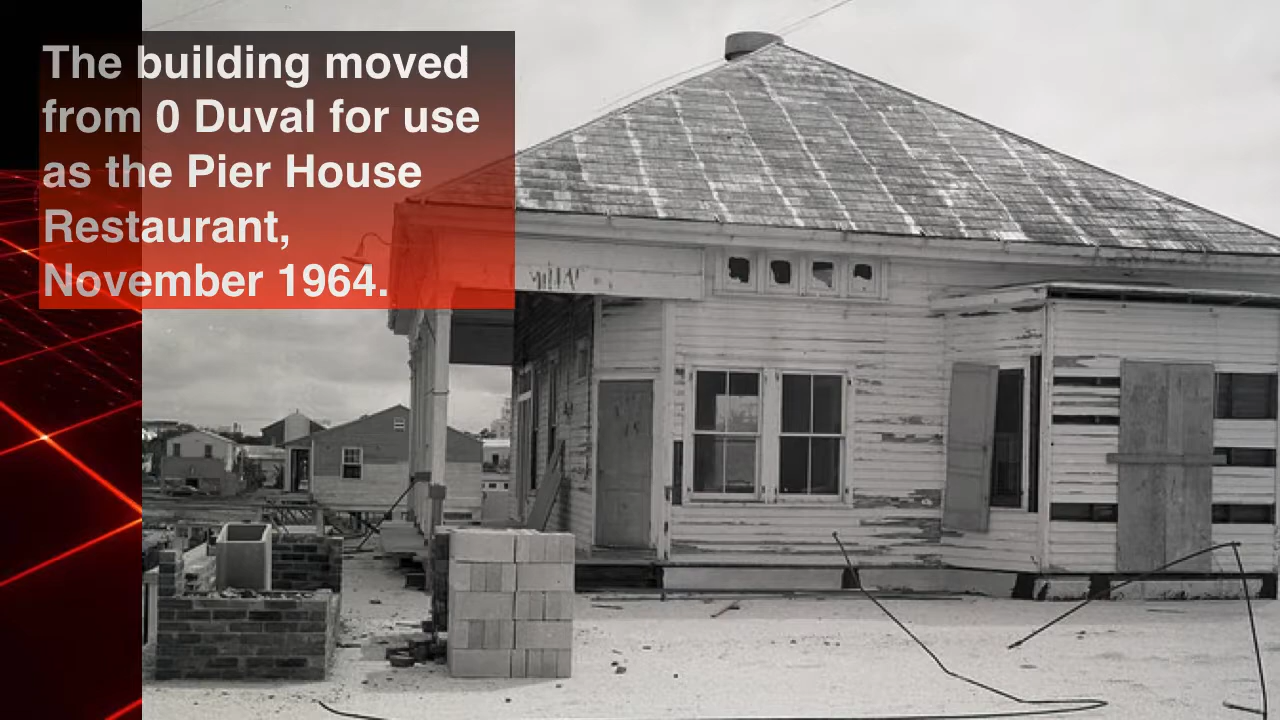 The building moved
from 0 Duval for use
as the Pier House
Restaurant,
November 1964.